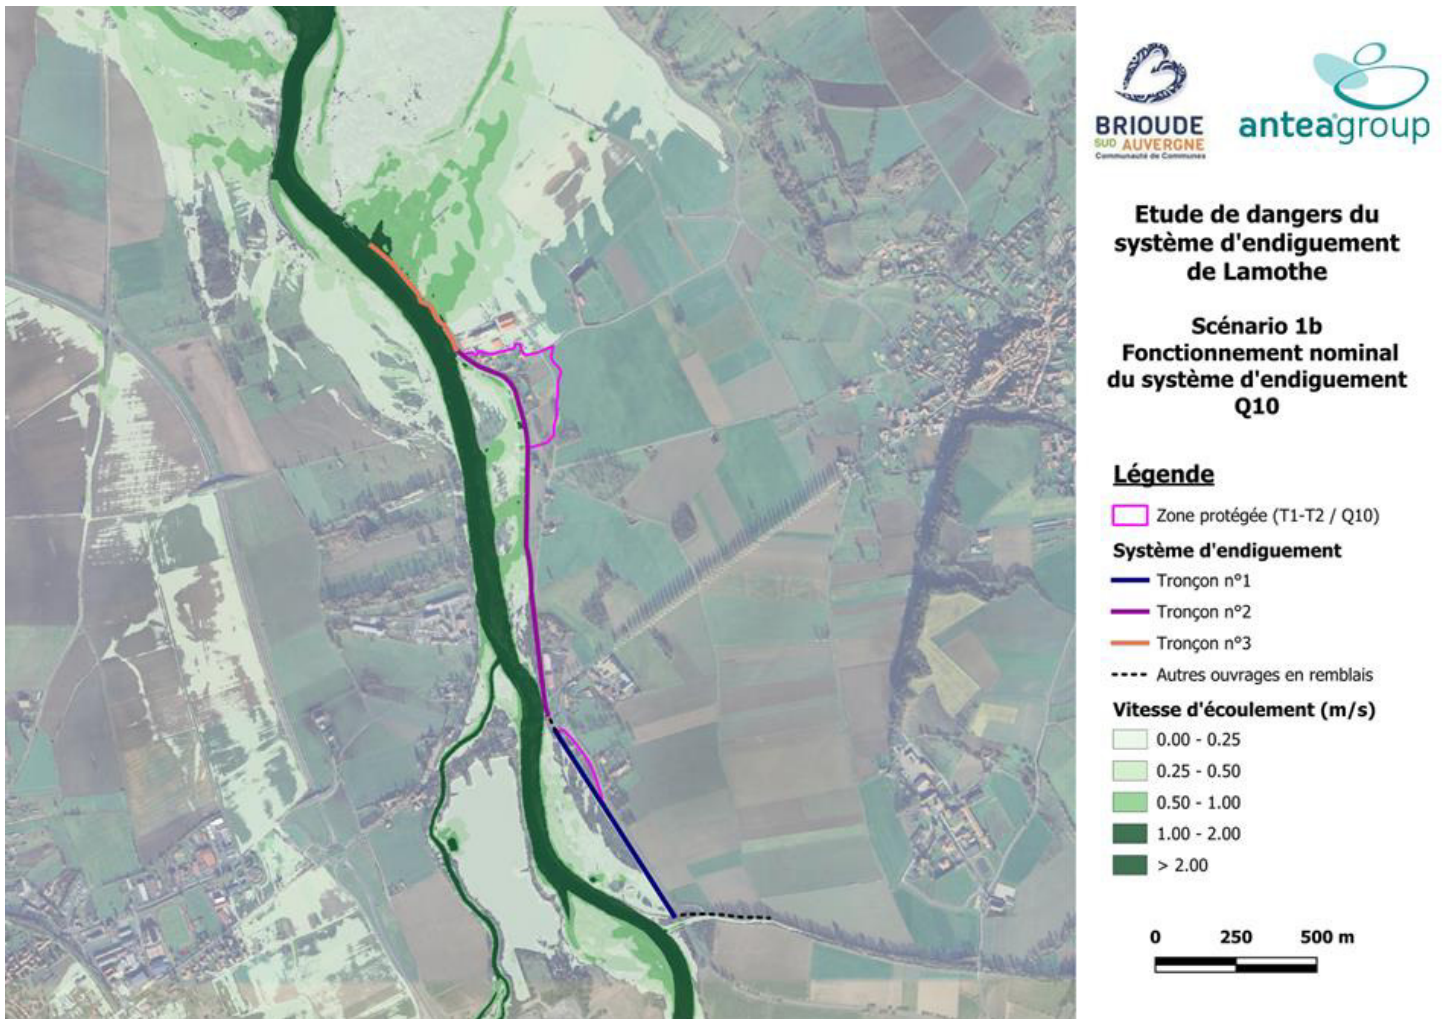 BRIOUDE
SUD AUVERGNE
Communauté de Communes
anteagroup
Etude de dangers du
système d'endiguement
de Lamothe
Scénario 1b
Fonctionnement nominal
du système d'endiguement
Q10
Légende
Zone protégée (T1-T2 / Q10)
Système d'endiguement
Tronçon n°1
Tronçon n°2
Tronçon n°3
Autres ouvrages en remblais
Vitesse d'écoulement (m/s)
0.00 - 0.25
0.25 - 0.50
0.50 - 1.00
1.00 - 2.00
> 2.00
0 250 500 m